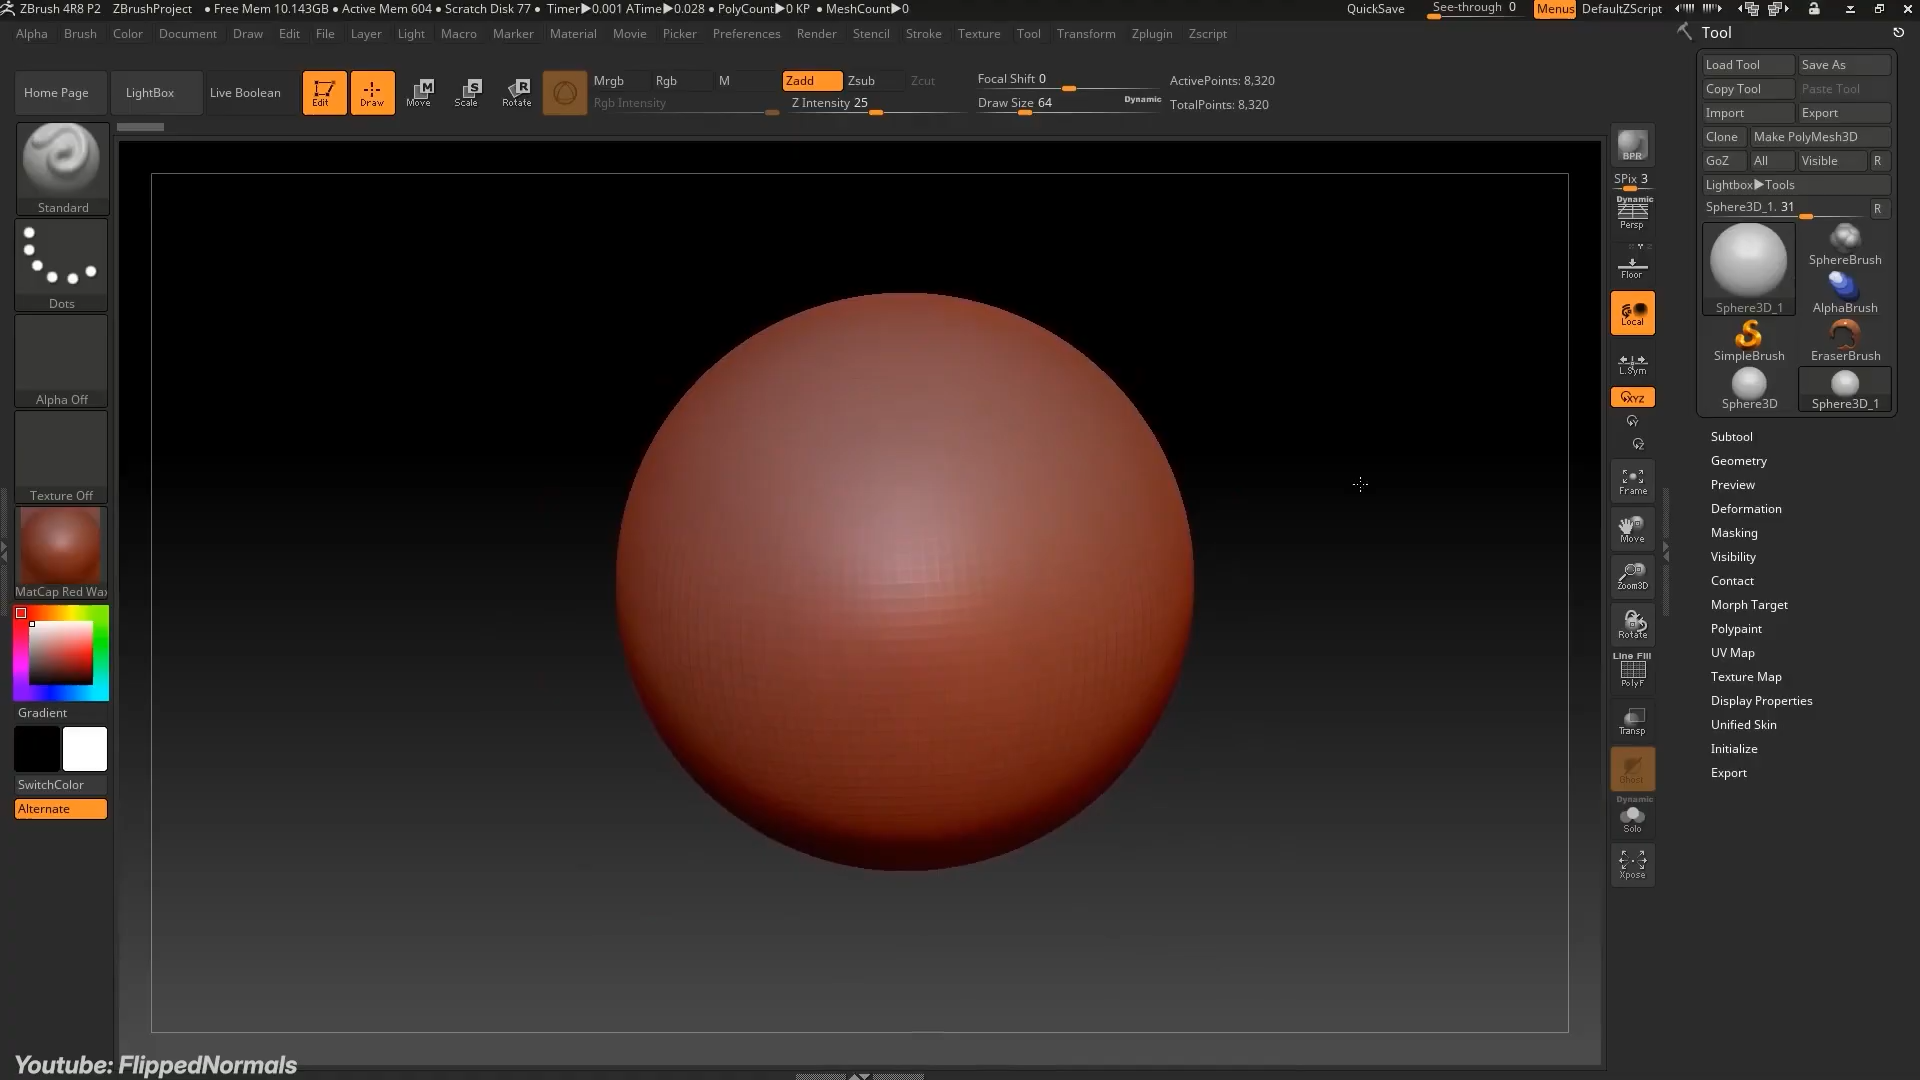 ZBrush 4R8 P2 ZBrushProject • Free Mem 10.143GB • Active Mem 604 • Scratch Disk 77 • Timer▶0.001 ATime▶0.028 • PolyCount▶0 KP • MeshCount▶0 QuickSave See-through 0 Menus DefaultZScript
Alpha Brush Color Document Draw Edit File Layer Light Macro Marker Material Movie Picker Preferences Render Stencil Stroke Texture Tool Transform Zplugin Zscript
Home Page LightBox Live Boolean Edit Draw Move Scale Rotate
M S R
Mrgb Rgb M Zadd Zsub Zcut
Rgb Intensity Z Intensity 25
Focal Shift 0
Draw Size 64 Dynamic
ActivePoints: 8,320
TotalPoints: 8,320
Standard
Dots
Alpha Off
Texture Off
MatCap Red Wax
Gradient
SwitchColor
Alternate
BPR
SPix 3
Dynamic
Persp
Floor
Local
L.Sym
XYZ
Y
Z
Frame
Move
Zoom3D
Rotate
Line Fill
PolyF
Transp
Ghost
Dynamic
Solo
Xpose
Tool
Load Tool Save As
Copy Tool Paste Tool
Import Export
Clone Make PolyMesh3D
GoZ All Visible R
Lightbox▶Tools
Sphere3D_1. 31 R
Sphere3D_1 SphereBrush
AlphaBrush
SimpleBrush EraserBrush
Sphere3D Sphere3D_1
Subtool
Geometry
Preview
Deformation
Masking
Visibility
Contact
Morph Target
Polypaint
UV Map
Texture Map
Display Properties
Unified Skin
Initialize
Export
Youtube: FlippedNormals